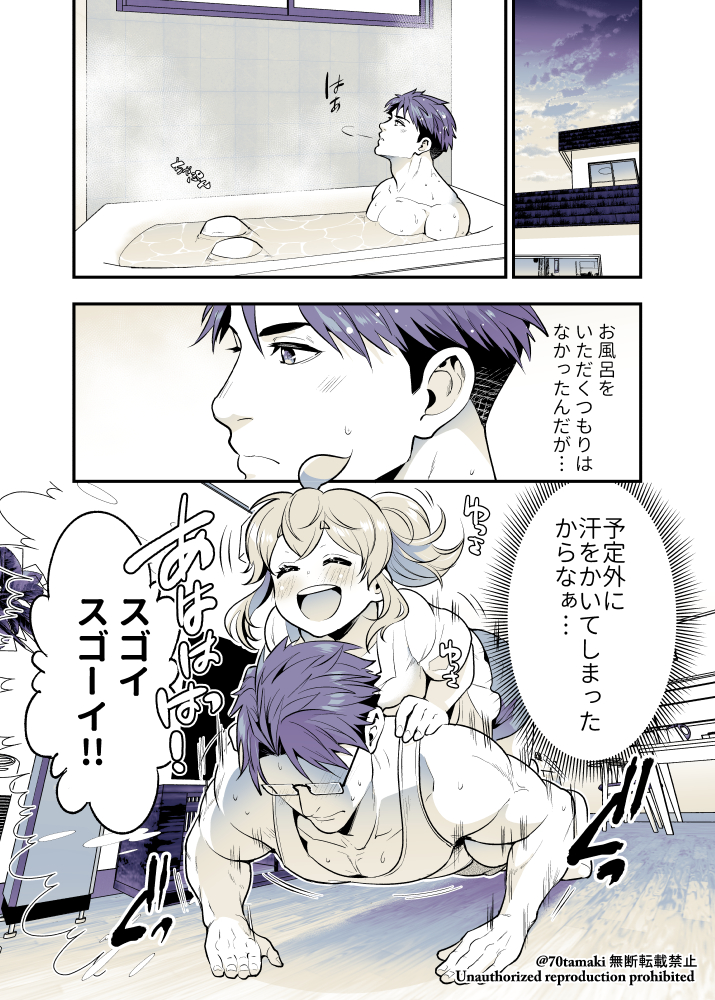 はぁ
お風呂を
いただくつもりは
なかったんだが…
予定外に
汗をかいてしまった
からなぁ…
ゆっさ
ゆっさ
あはははっ!
スゴイ
スゴーイ!!
@70tamaki 無断転載禁止
Unauthorized reproduction prohibited